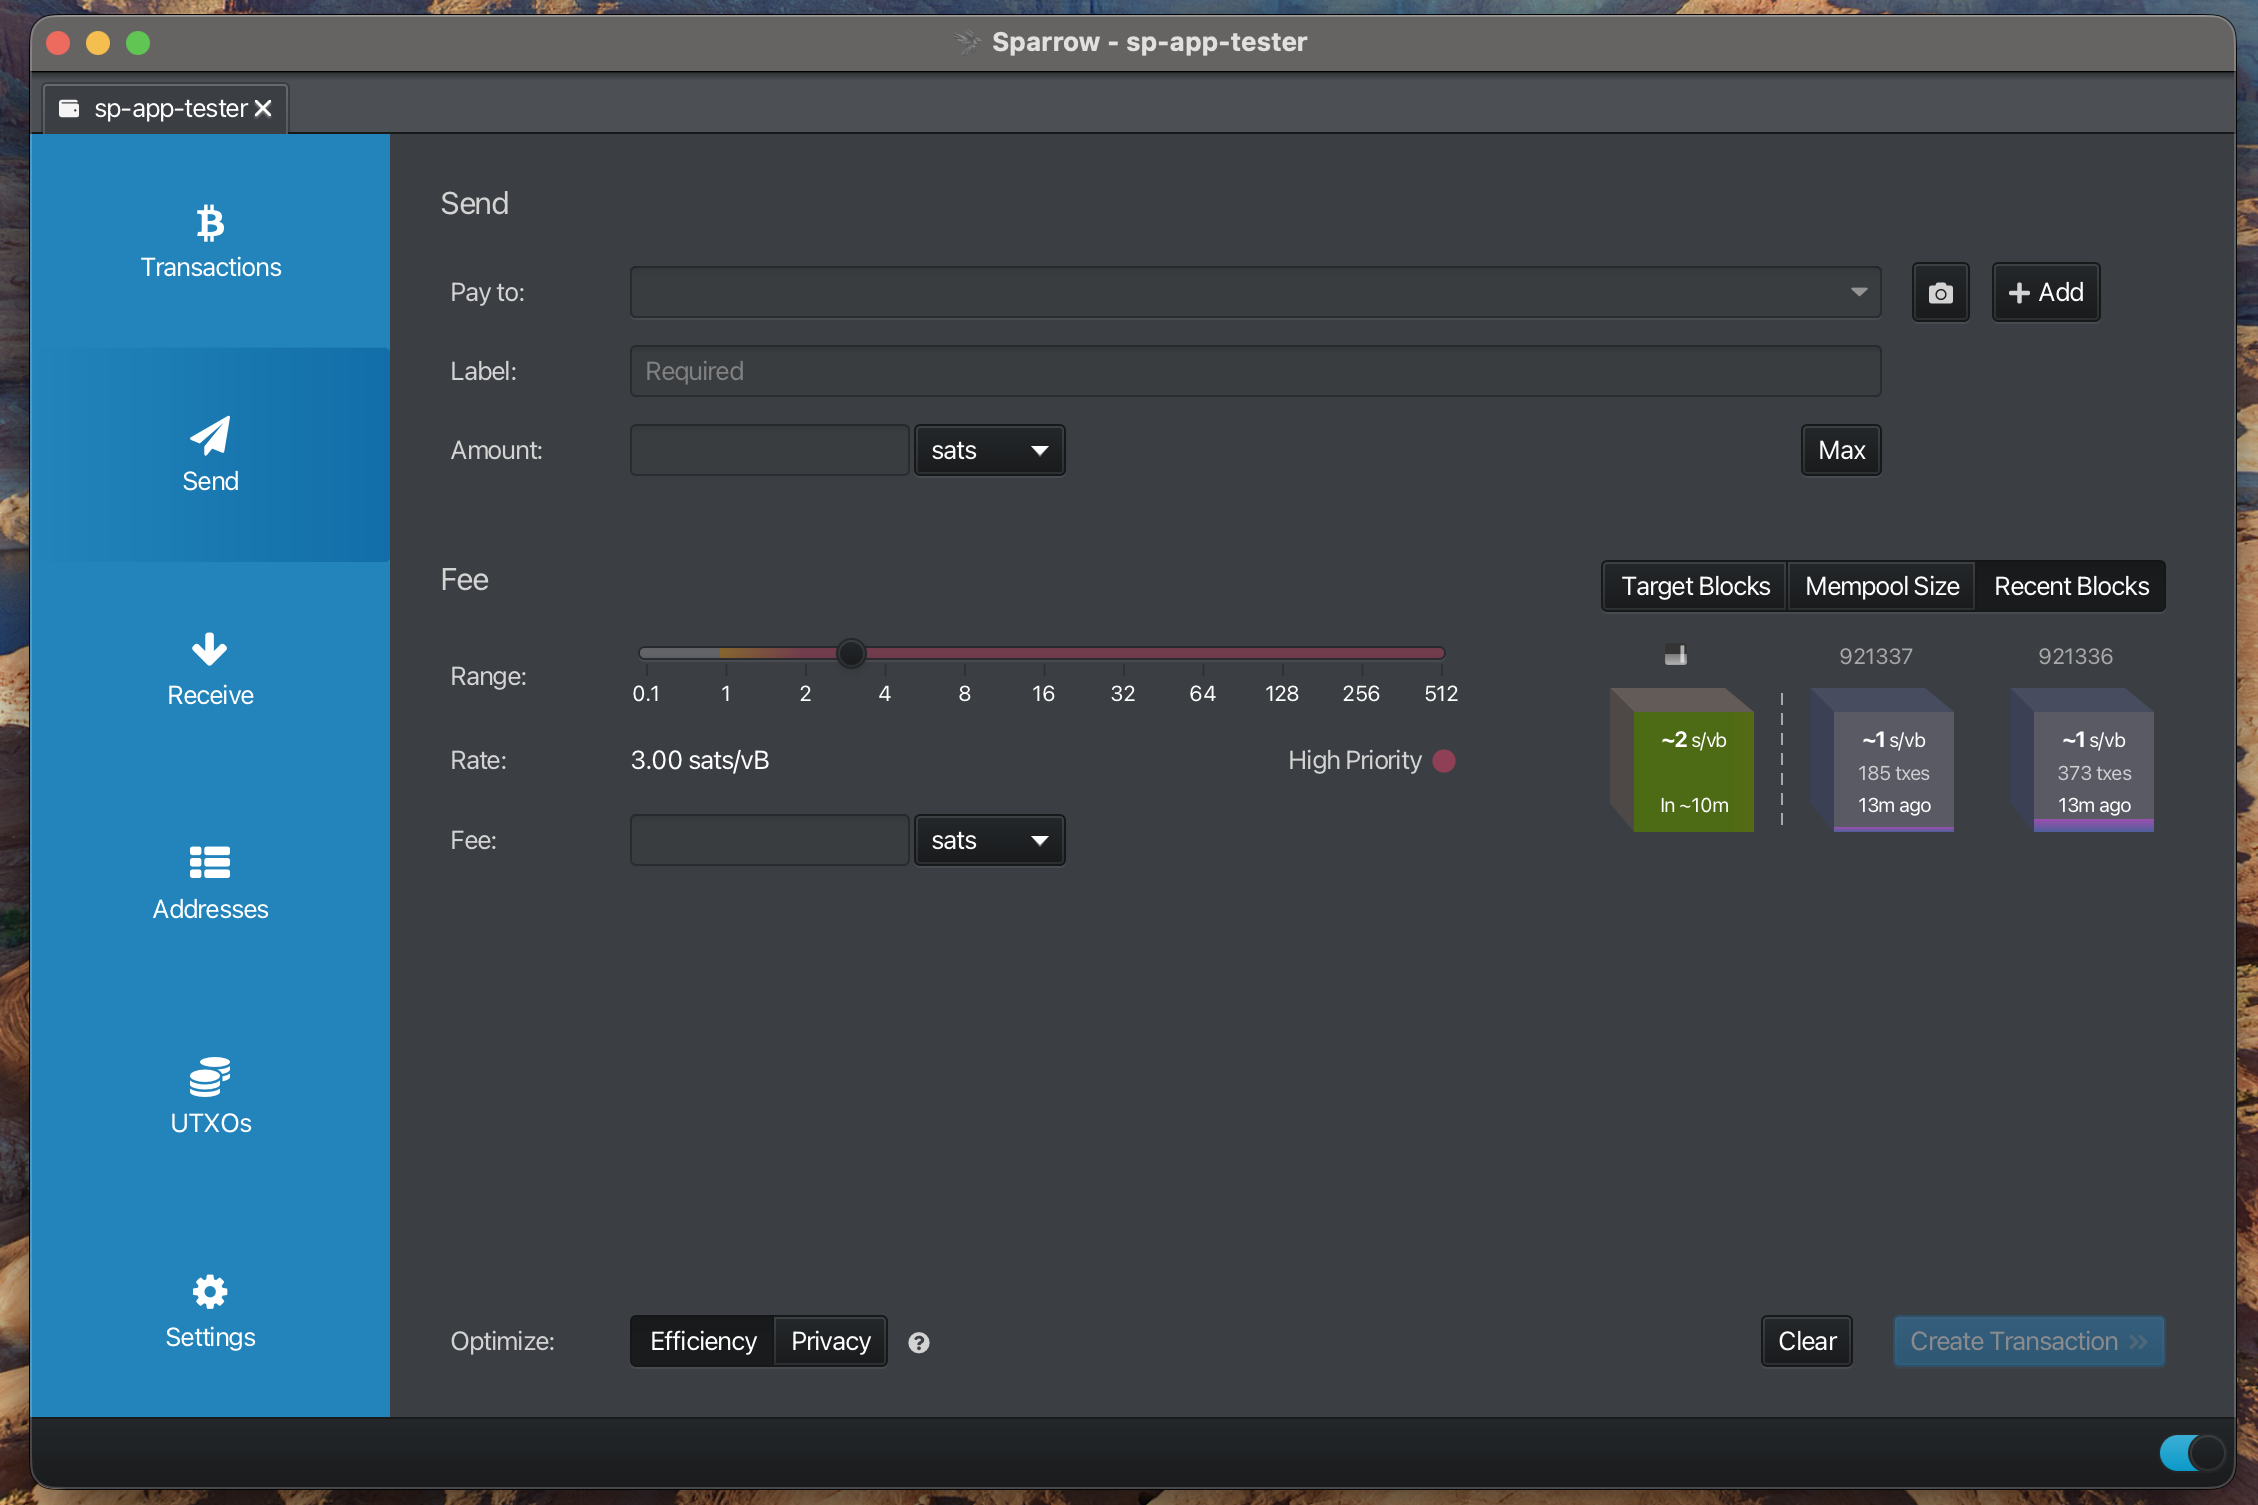 Sparrow - sp-app-tester
sp-app-tester
Transactions
Send
Receive
Addresses
UTXOs
Settings
Send
Pay to:
Add
Label:
Required
Amount:
sats
Max
Fee
Target Blocks
Mempool Size
Recent Blocks
Range:
0.1 1 2 4 8 16 32 64 128 256 512
Rate:
3.00 sats/vB
High Priority
Fee:
sats
~2 s/vb
In ~10m
921337
~1 s/vb
185 txes
13m ago
921336
~1 s/vb
373 txes
13m ago
Optimize:
Efficiency
Privacy
?
Clear
Create Transaction »